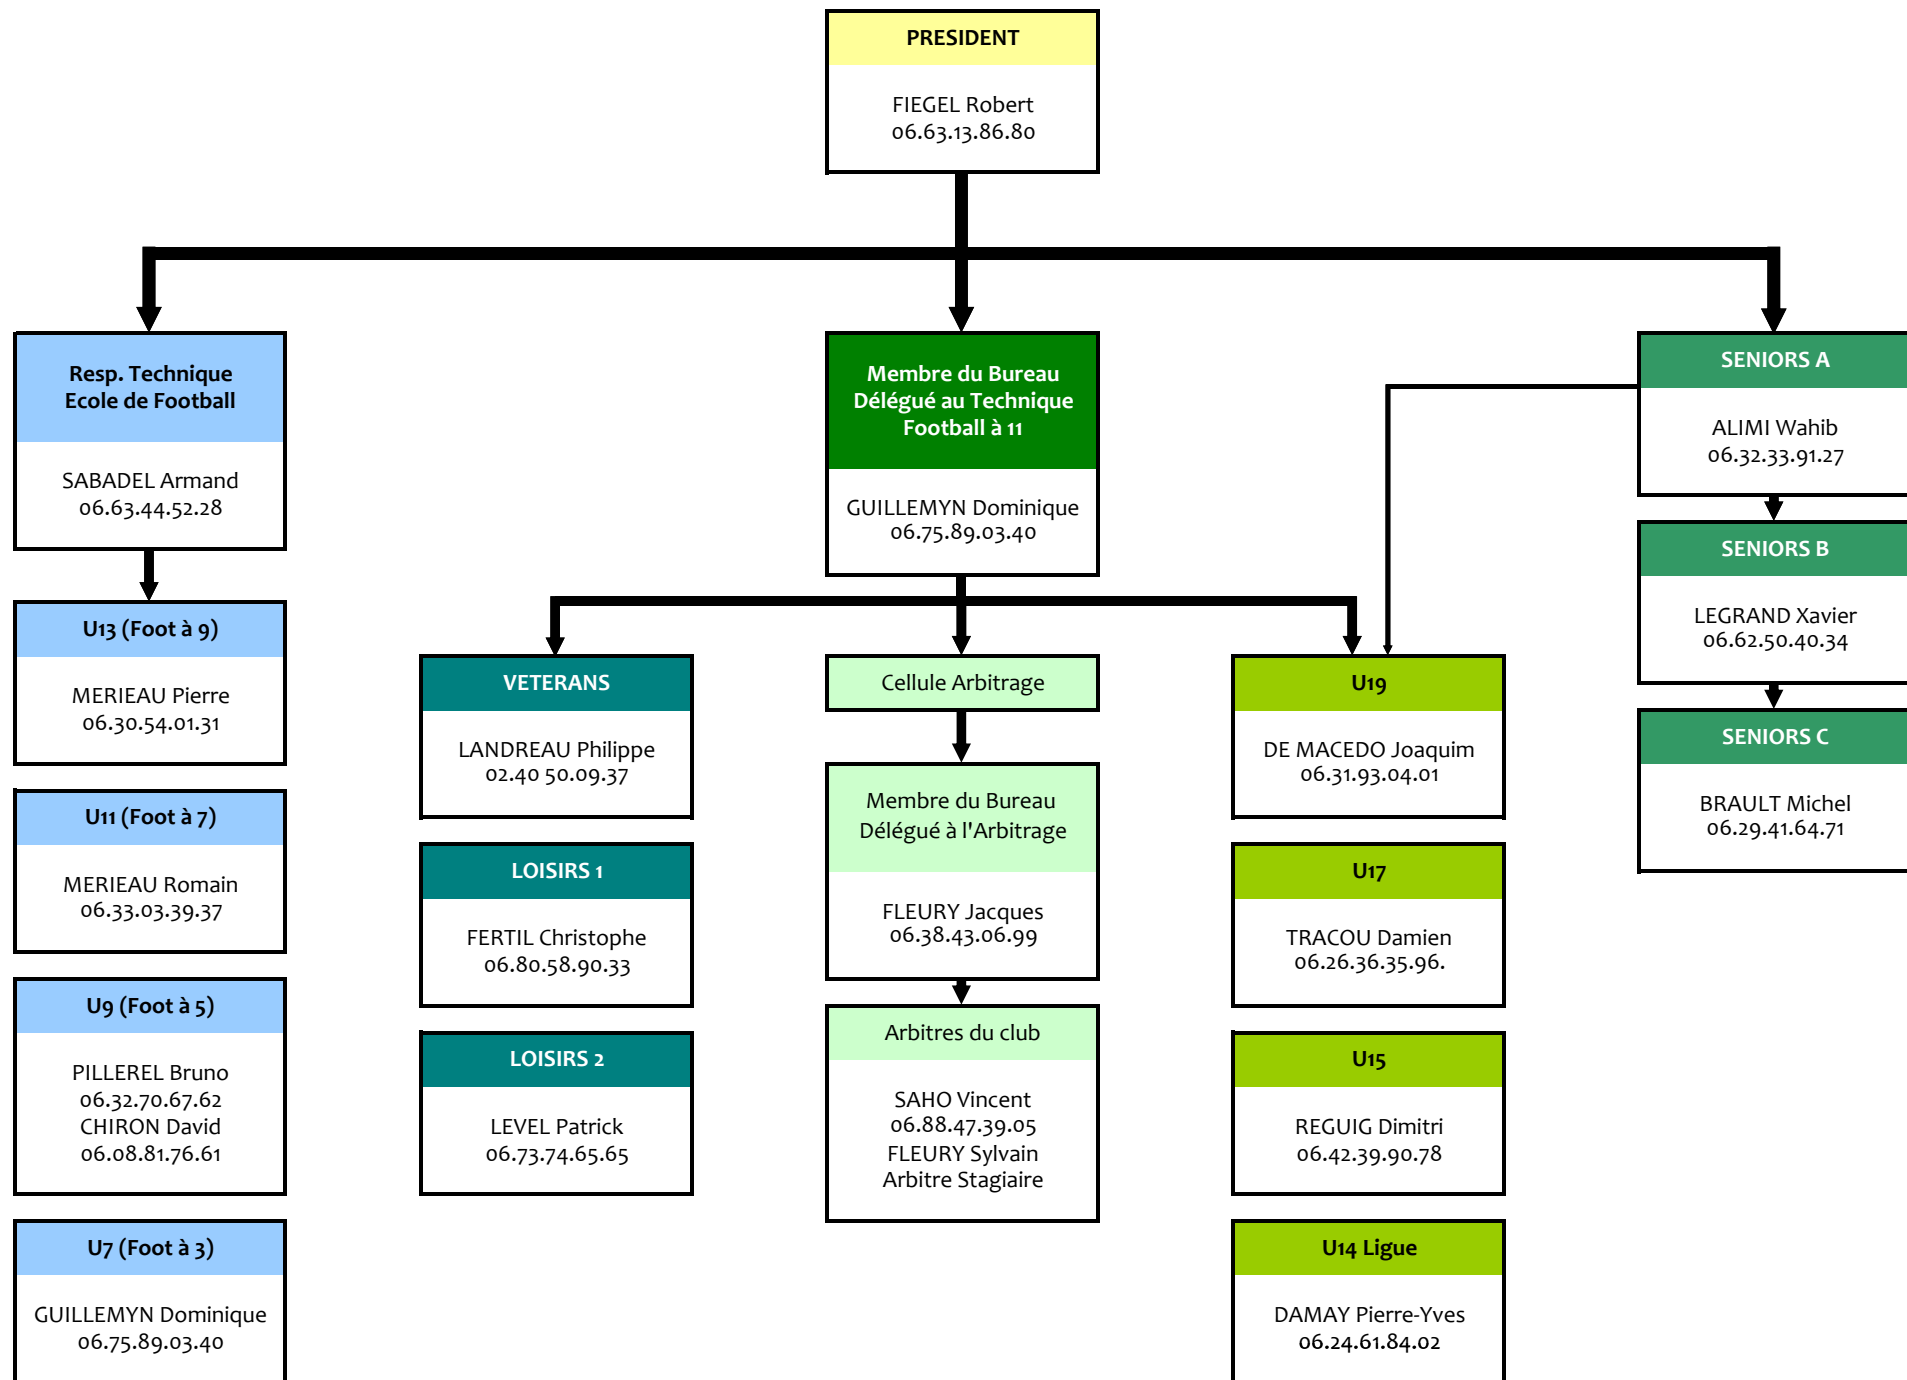 PRESIDENT
FIEGEL Robert
06.63.13.86.80
Resp. Technique
Ecole de Football
SABADEL Armand
06.63.44.52.28
U13 (Foot à 9)
MERIEAU Pierre
06.30.54.01.31
U11 (Foot à 7)
MERIEAU Romain
06.33.03.39.37
U9 (Foot à 5)
PILLEREL Bruno
06.32.70.67.62
CHIRON David
06.08.81.76.61
U7 (Foot à 3)
GUILLEMYN Dominique
06.75.89.03.40
Membre du Bureau
Délégué au Technique
Football à 11
GUILLEMYN Dominique
06.75.89.03.40
VETERANS
LANDREAU Philippe
02.40 50.09.37
LOISIRS 1
FERTIL Christophe
06.80.58.90.33
LOISIRS 2
LEVEL Patrick
06.73.74.65.65
Cellule Arbitrage
Membre du Bureau
Délégué à l'Arbitrage
FLEURY Jacques
06.38.43.06.99
Arbitres du club
SAHO Vincent
06.88.47.39.05
FLEURY Sylvain
Arbitre Stagiaire
U19
DE MACEDO Joaquim
06.31.93.04.01
U17
TRACOU Damien
06.26.36.35.96.
U15
REGUIG Dimitri
06.42.39.90.78
U14 Ligue
DAMAY Pierre-Yves
06.24.61.84.02
SENIORS A
ALIMI Wahib
06.32.33.91.27
SENIORS B
LEGRAND Xavier
06.62.50.40.34
SENIORS C
BRAULT Michel
06.29.41.64.71